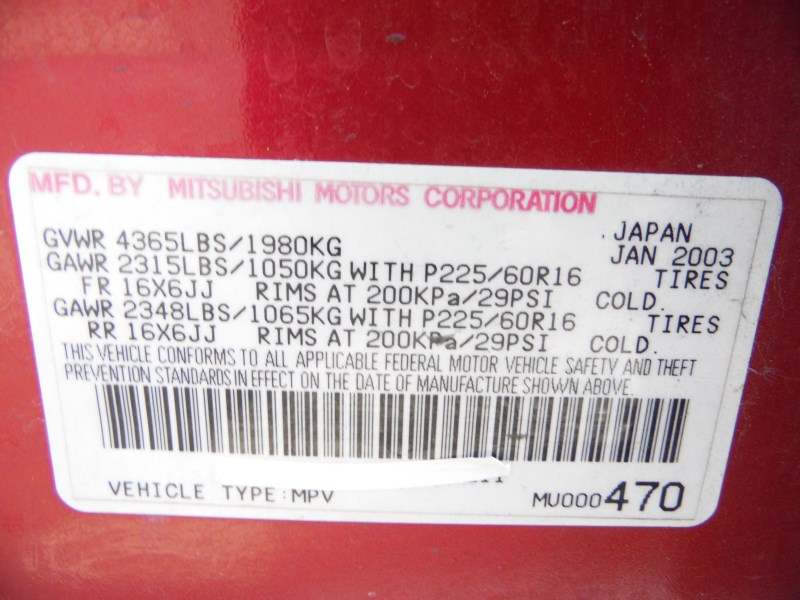 MFD. BY MITSUBISHI MOTORS CORPORATION
GVWR 4365LBS/1980KG JAPAN JAN 2003
GAWR 2315LBS/1050KG WITH P225/60R16 TIRES
FR 16X6JJ RIMS AT 200KPa/29PSI COLD.
GAWR 2348LBS/1065KG WITH P225/60R16 TIRES
RR 16X6JJ RIMS AT 200KPa/29PSI COLD.
THIS VEHICLE CONFORMS TO ALL APPLICABLE FEDERAL MOTOR VEHICLE SAFETY AND THEFT
PREVENTION STANDARDS IN EFFECT ON THE DATE OF MANUFACTURE SHOWN ABOVE.
VEHICLE TYPE:MPV MU000470